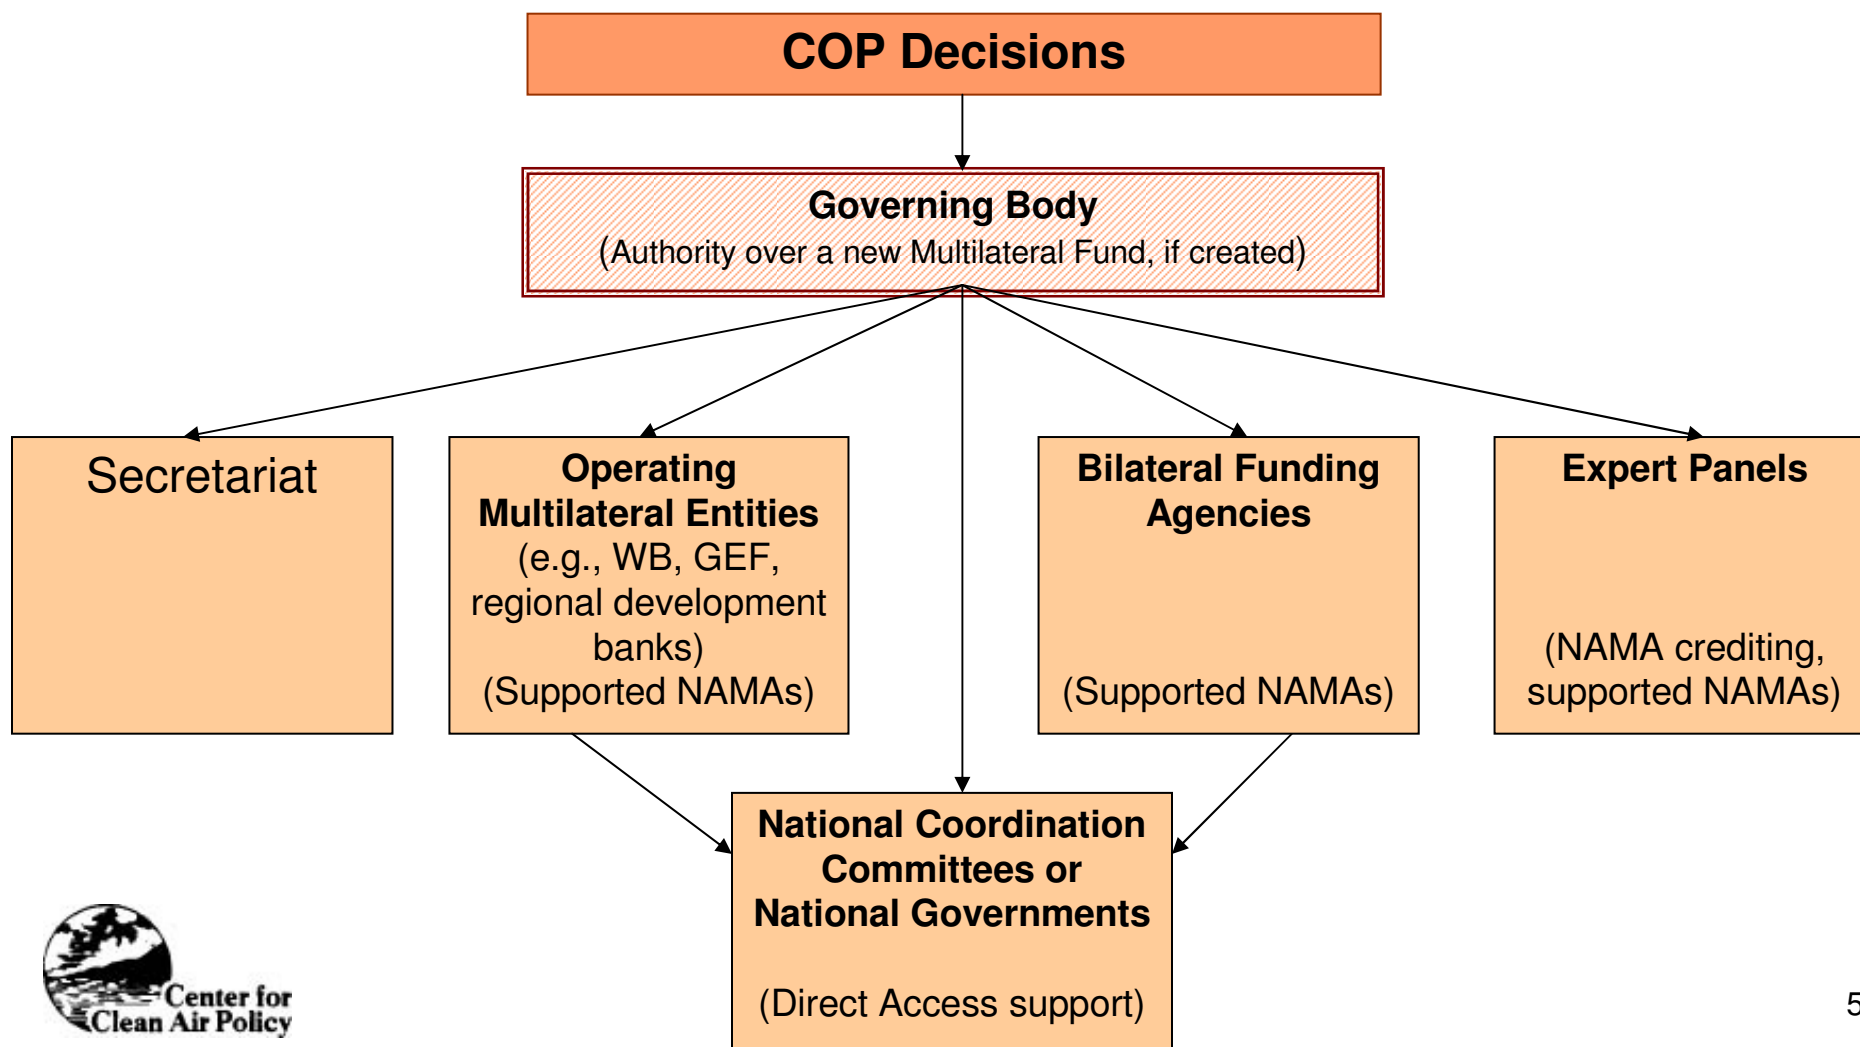 COP Decisions
Governing Body
(Authority over a new Multilateral Fund, if created)
Secretariat
Operating
Multilateral Entities
(e.g., WB, GEF,
regional development
banks)
(Supported NAMAs)
Bilateral Funding
Agencies
(Supported NAMAs)
Expert Panels
(NAMA crediting,
supported NAMAs)
National Coordination
Committees or
National Governments
(Direct Access support)
Center for
Clean Air Policy
5